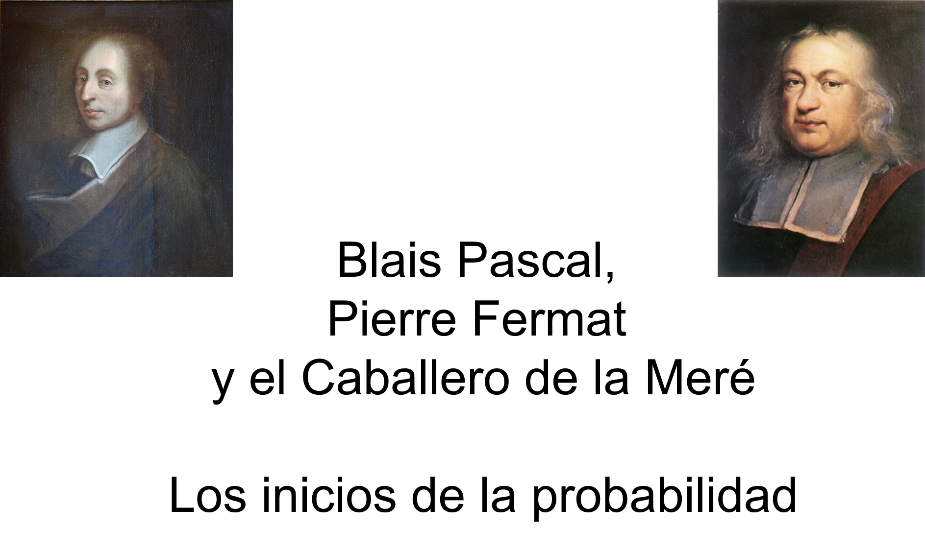 Blais Pascal,
Pierre Fermat
y el Caballero de la Meré
Los inicios de la probabilidad